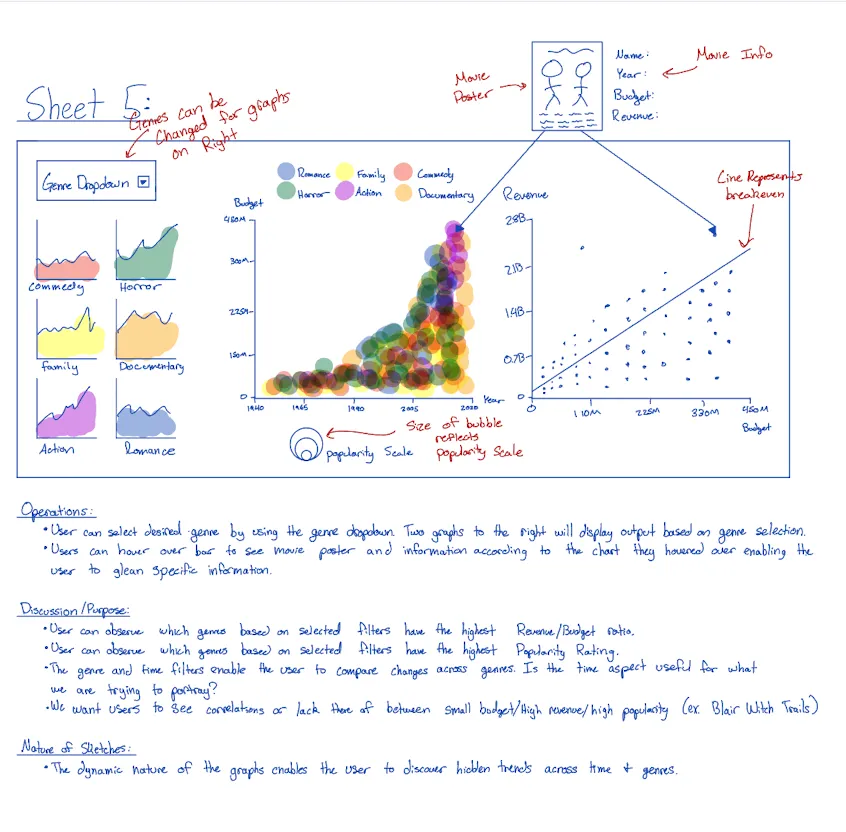 Sheet 5:
Genres can be
Changed for graphs
on Right
Movie
Poster
Name:
Year:
Budget:
Revenue:
Movie Info
Genre Dropdown
Commedy
Horror
Family
Documentary
Action
Romance
Romance
Family
Commedy
Horror
Action
Documentary
Budget
480M
300M
225M
150M
0
1940
1965
1990
2005
2020
Year
popularity Scale
Size of bubble
reflects
popularity Scale
Revenue
2.8B
2.1B
1.4B
0.7B
0
0
110M
225M
330M
450M
Budget
Line Represents
breakeven
Operations:
• User can select desired genre by using the genre dropdown. Two graphs to the right will display output based on genre selection.
• Users can hover over bar to see movie poster and information according to the chart they hovered over enabling the
user to glean specific information.
Discussion/Purpose:
• User can observe which genres based on selected filters have the highest Revenue/Budget ratio.
• User can observe which genres based on selected filters have the highest Popularity Rating.
• The genre and time filters enable the user to compare changes across genres. Is the time aspect useful for what
we are trying to portray?
• We want users to see correlations or lack there of between small budget/high revenue/high popularity (ex. Blair Witch Trails)
Nature of Sketches:
• The dynamic nature of the graphs enables the user to discover hidden trends across time + genres.